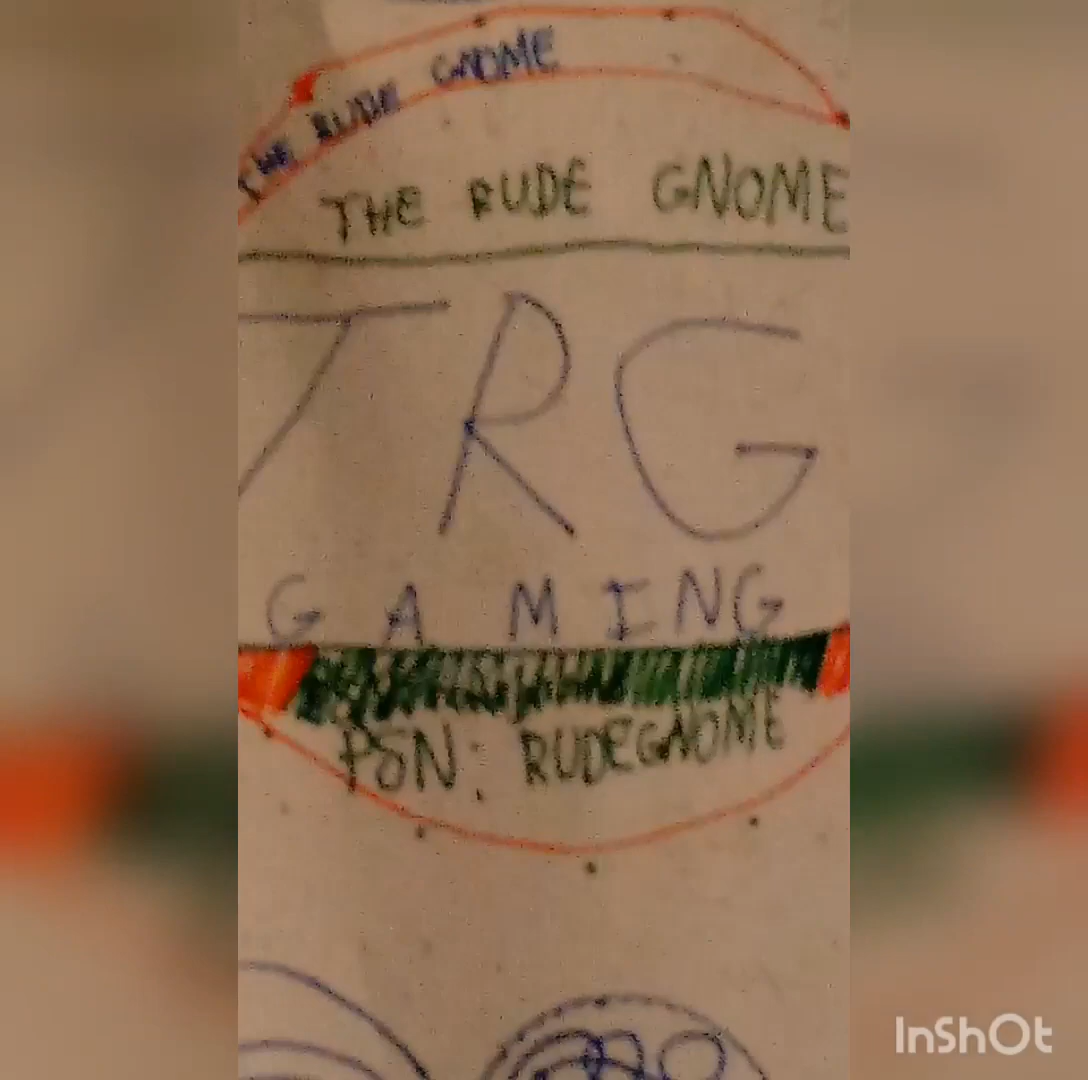 THE RUDE GNOME
THE RUDE GNOME
TRG
GAMING
PSN: RUDEGNOME
InShOt